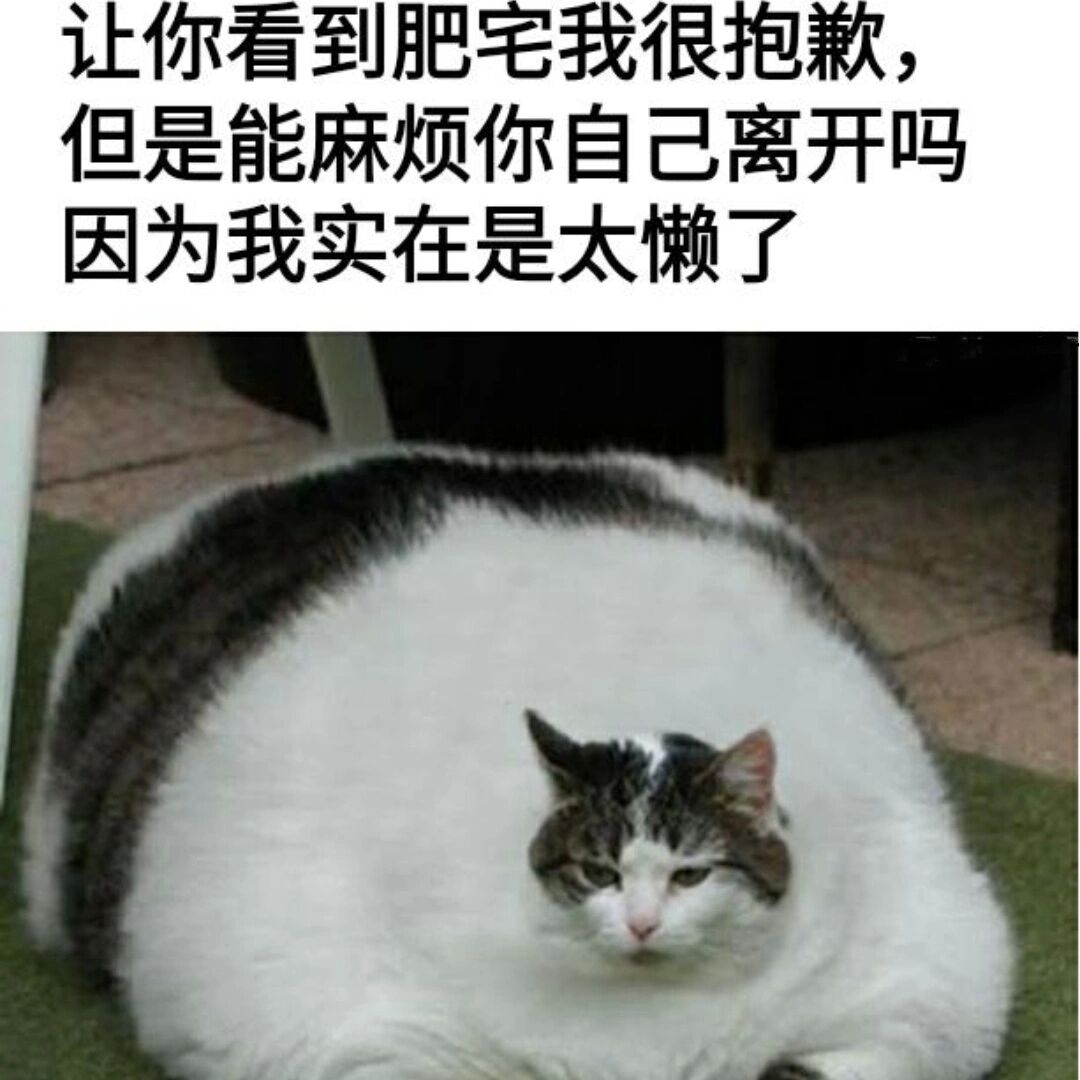 让你看到肥宅我很抱歉，
但是能麻烦你自己离开吗
因为我实在是太懒了